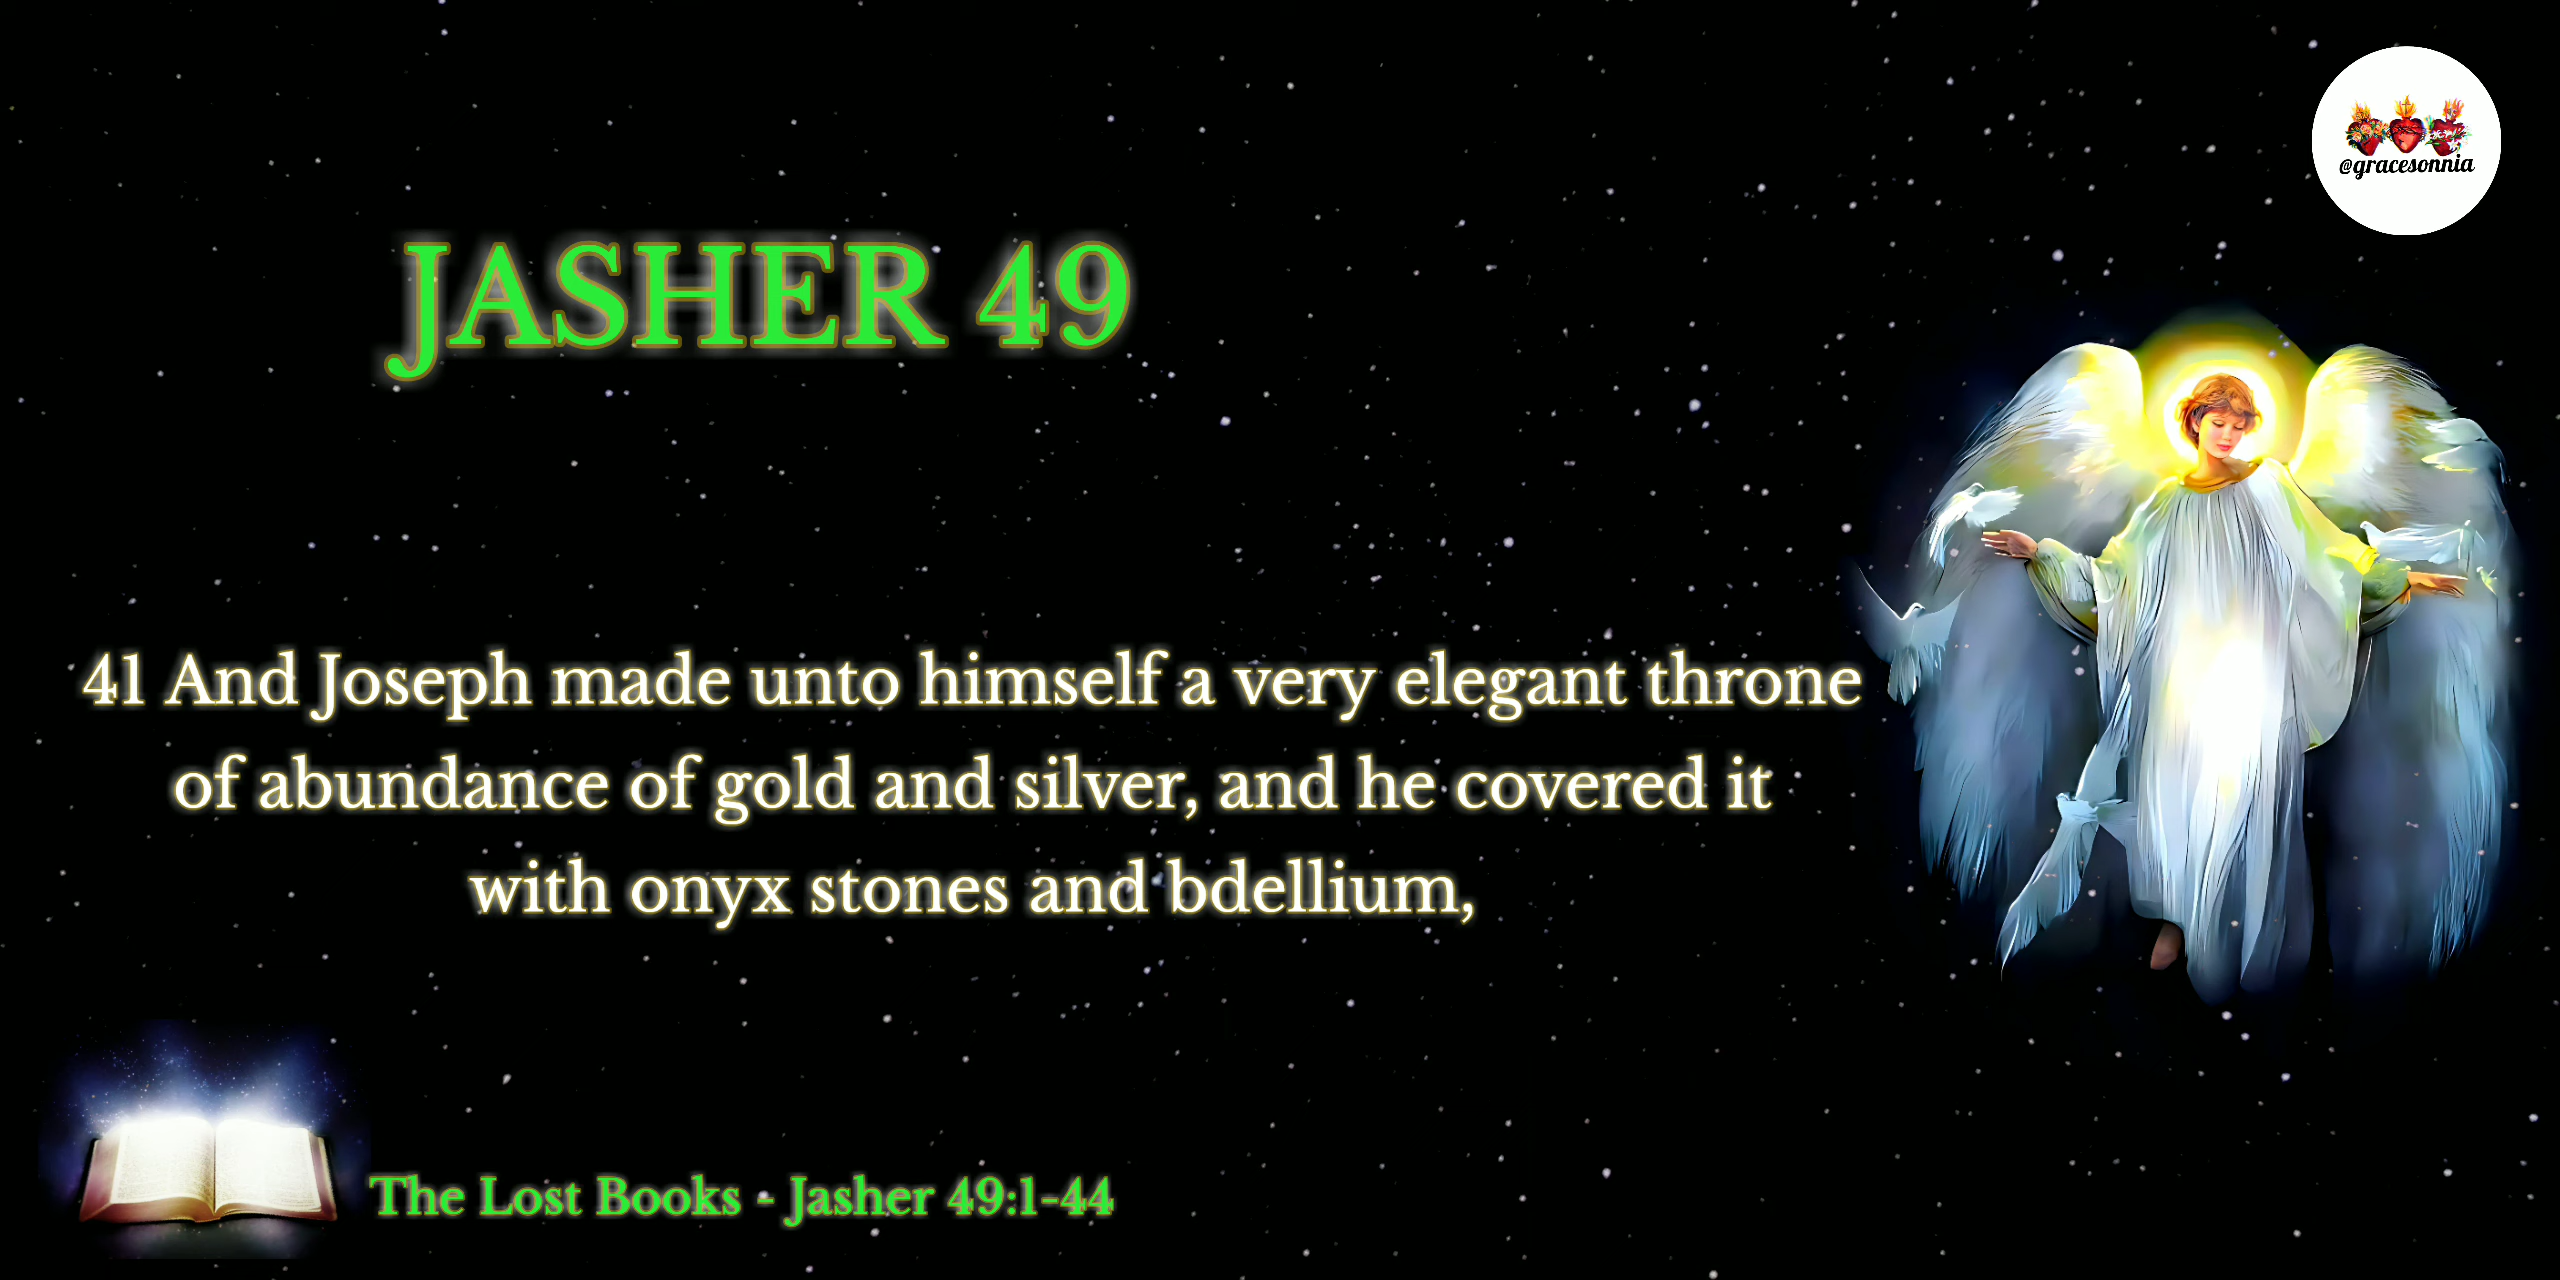 @gracesonnia
JASHER 49
41 And Joseph made unto himself a very elegant throne
of abundance of gold and silver, and he covered it
with onyx stones and bdellium,
The Lost Books - Jasher 49:1-44